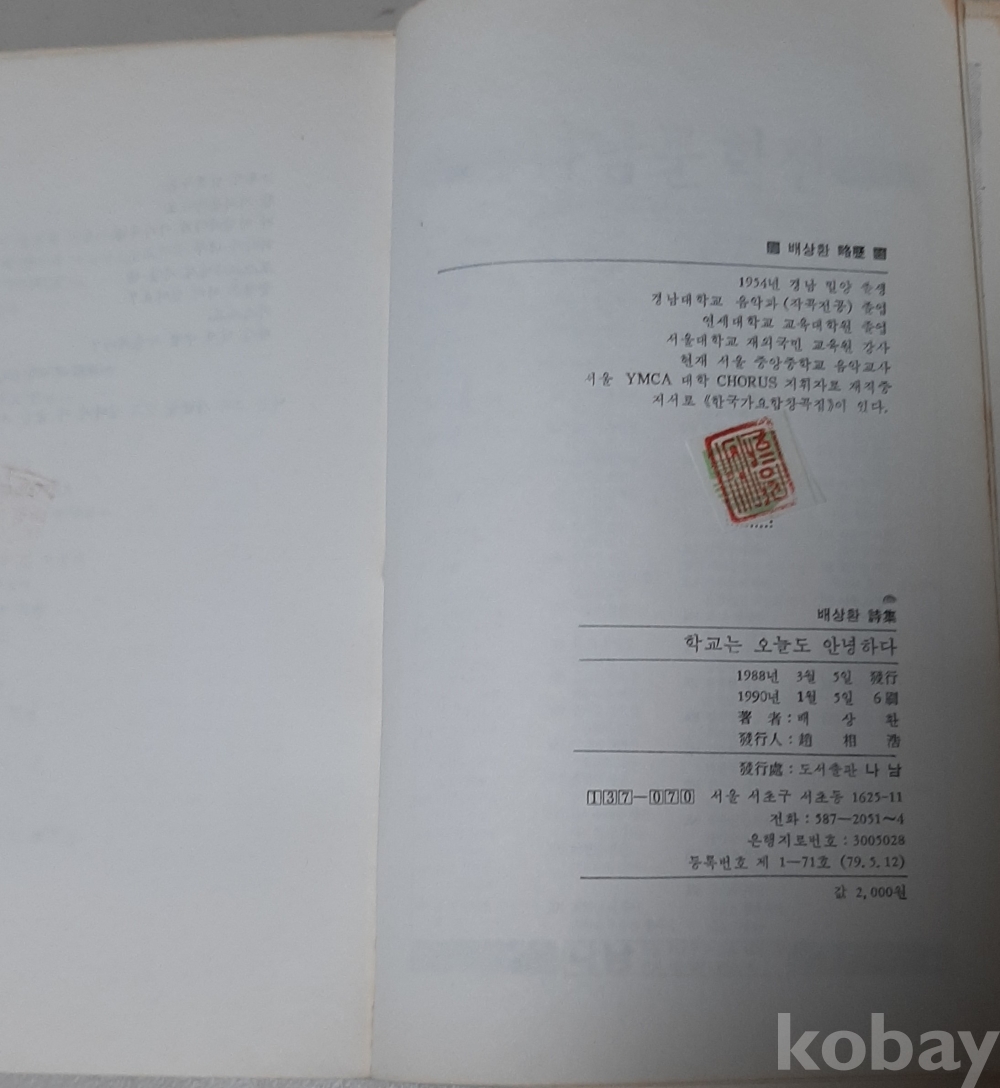 배상환 略歷
1954년 경남 밀양 출생
경남대학교 음악과 (작곡전공) 졸업
연세대학교 교육대학원 졸업
서울대학교 재외국민 교육원 강사
현재 서울 중앙중학교 음악교사
서울 YMCA 대학 CHORUS 지휘자로 재직중
저서로 《한국가요합창곡집》이 있다.
배상환 詩集
학교는 오늘도 안녕하다
1988년 3월 5일 發行
1990년 1월 5일 6刷
著 者 : 배 상 환
發行人 : 趙 相 浩
發行處 : 도서출판 나남
137-070 서울 서초구 서초동 1625-11
전화 : 587-2051~4
은행지로번호 : 3005028
등록번호 제 1-71호 (79. 5. 12)
값 2,000원
kobay